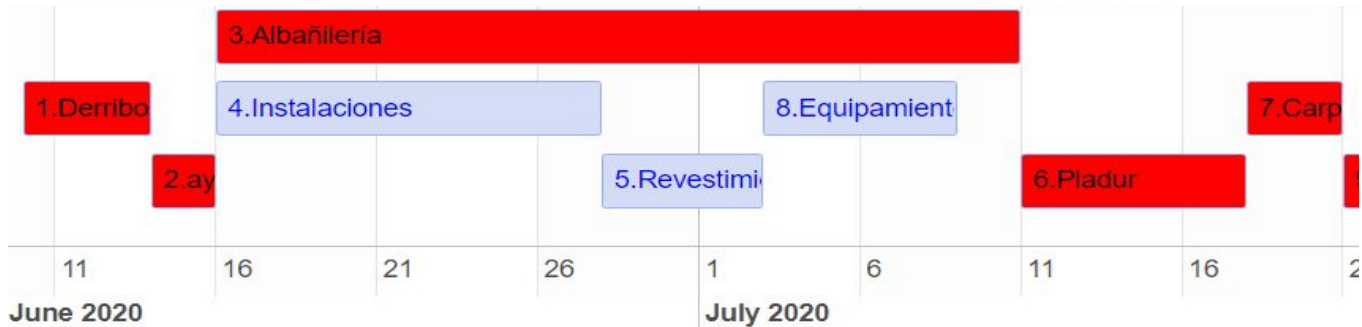 3.Albañilería
1.Derribo 4.Instalaciones 8.Equipamient 7.Carp
2.ay 5.Revestimi 6.Pladur
11 16 21 26 1 6 11 16 2
June 2020 July 2020